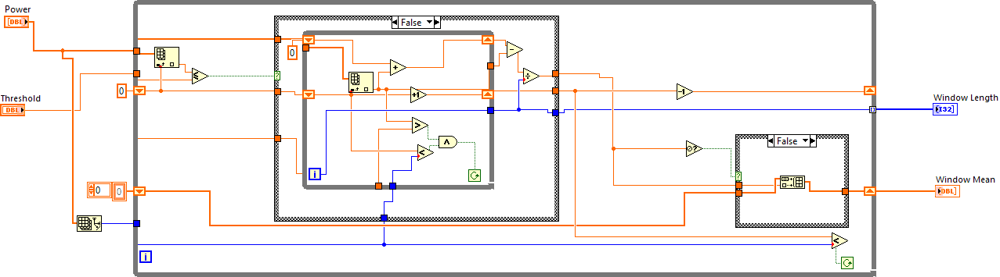 Power
[DBL]
Threshold
DBL
0
0
0
i
?
False
0
+
+1
>
<
∧
i
≤
-
÷
-1
Window Length
[I32]
∅?
False
?
Window Mean
DBL]
<